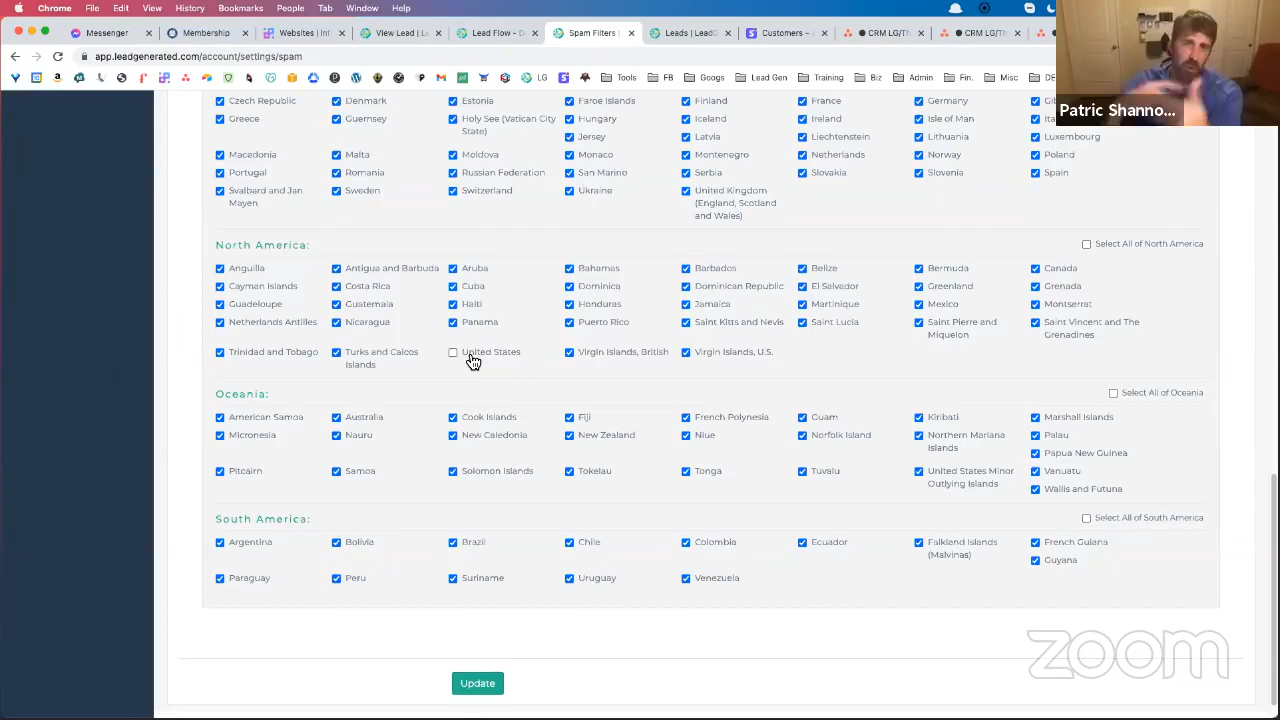 Chrome File Edit View History Bookmarks People Tab Window Help
Messenger Membership Websites | Inf View Lead | Le Lead Flow - D Spam Filters | Leads | LeadG Customers – CRM LG/Th CRM LG/Th
app.leadgenerated.com/account/settings/spam
LG Tools FB Googs Lead Gen Training Biz Admin Fin. Misc DE
Patric Shanno...
Czech Republic Denmark Estonia Faroe Islands Finland France Germany
Greece Guernsey Holy See (Vatican City State) Hungary Iceland Ireland Isle of Man
Jersey Latvia Liechtenstein Lithuania Luxembourg
Macedonia Malta Moldova Monaco Montenegro Netherlands Norway Poland
Portugal Romania Russian Federation San Marino Serbia Slovakia Slovenia Spain
Svalbard and Jan Mayen Sweden Switzerland Ukraine United Kingdom (England, Scotland and Wales)
North America: Select All of North America
Anguilla Antigua and Barbuda Aruba Bahamas Barbados Belize Bermuda Canada
Cayman Islands Costa Rica Cuba Dominica Dominican Republic El Salvador Greenland Grenada
Guadeloupe Guatemala Haiti Honduras Jamaica Martinique Mexico Montserrat
Netherlands Antilles Nicaragua Panama Puerto Rico Saint Kitts and Nevis Saint Lucia Saint Pierre and Miquelon Saint Vincent and The Grenadines
Trinidad and Tobago Turks and Caicos Islands United States Virgin Islands, British Virgin Islands, U.S.
Oceania: Select All of Oceania
American Samoa Australia Cook Islands Fiji French Polynesia Guam Kiribati Marshall Islands
Micronesia Nauru New Caledonia New Zealand Niue Norfolk Island Northern Mariana Islands Palau
Papua New Guinea
Pitcairn Samoa Solomon Islands Tokelau Tonga Tuvalu United States Minor Outlying Islands Vanuatu
Wallis and Futuna
South America: Select All of South America
Argentina Bolivia Brazil Chile Colombia Ecuador Falkland Islands (Malvinas) French Guiana
Guyana
Paraguay Peru Suriname Uruguay Venezuela
zoom
Update